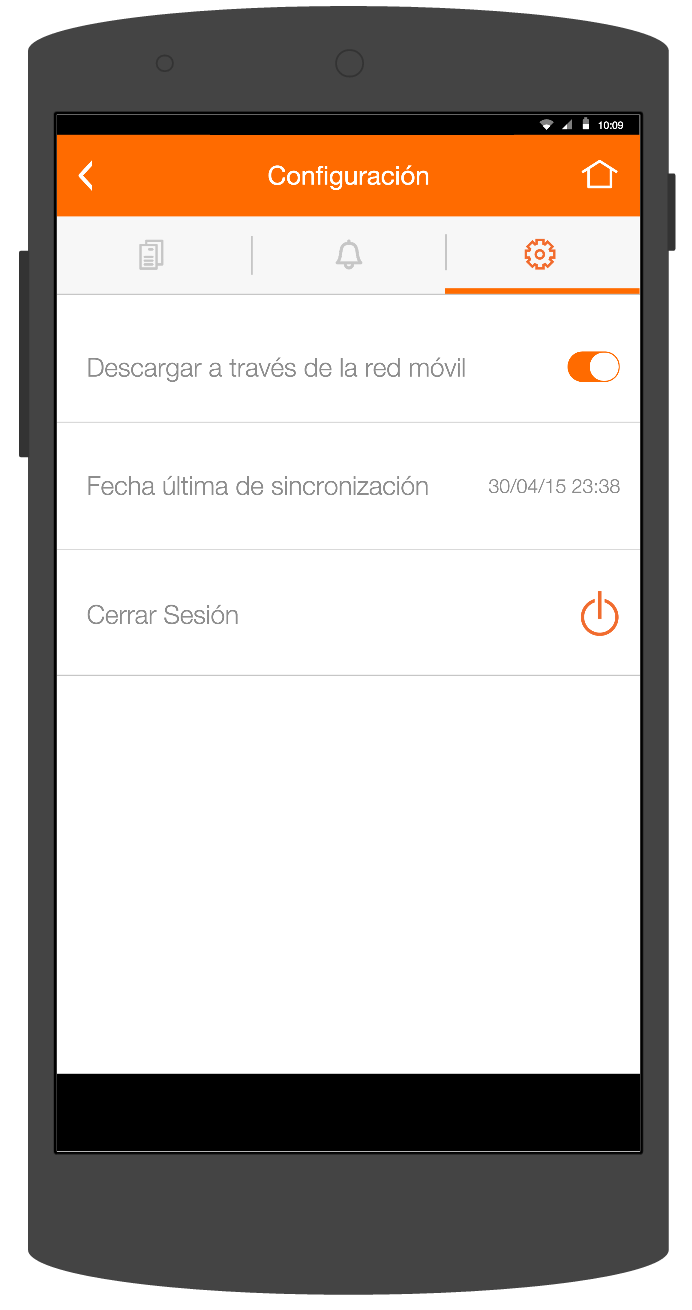 10:09
Configuración
Descargar a través de la red móvil
Fecha última de sincronización 30/04/15 23:38
Cerrar Sesión